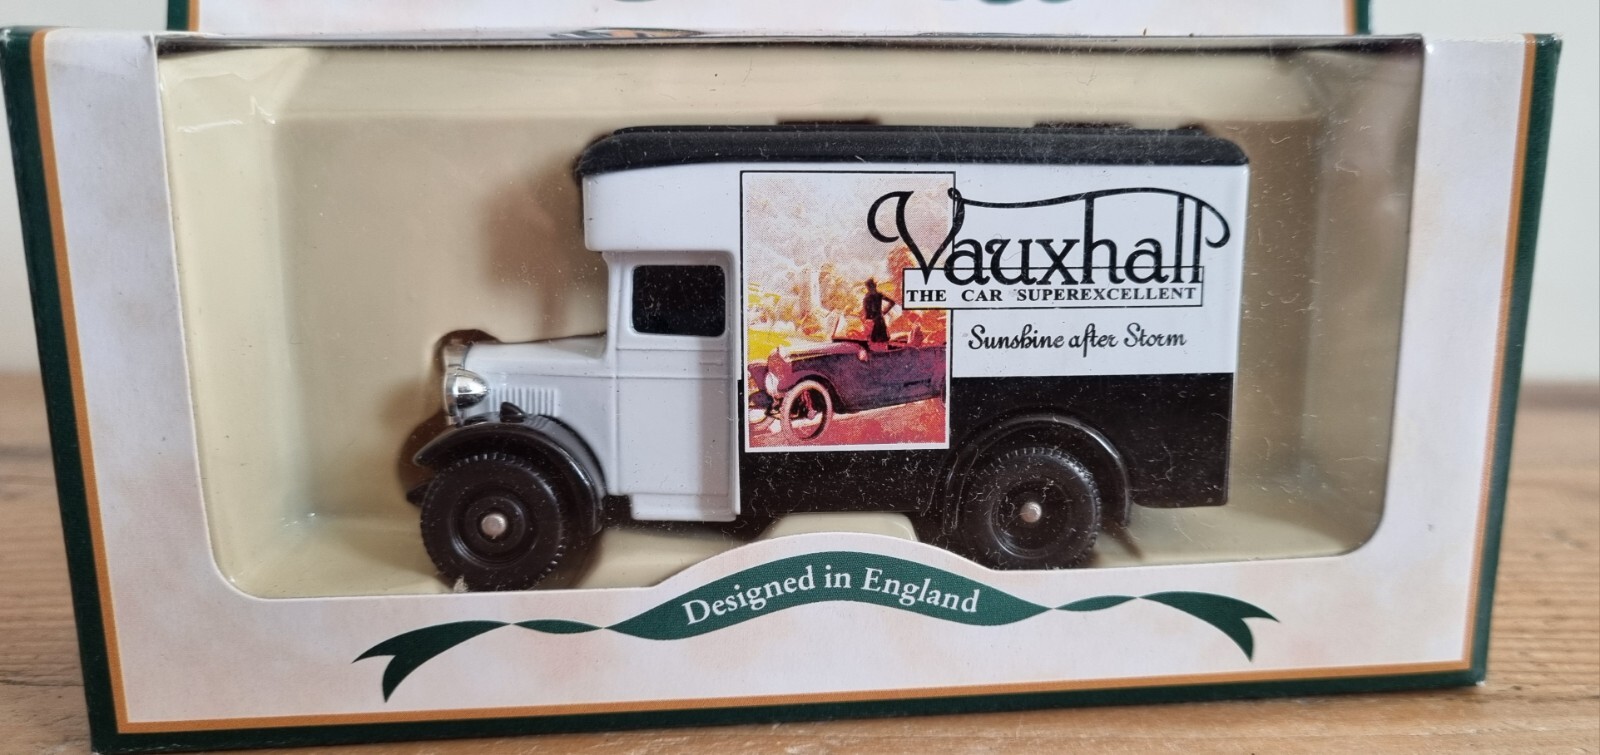 Vauxhall
THE CAR SUPEREXCELLENT
Sunshine after Storm
Designed in England